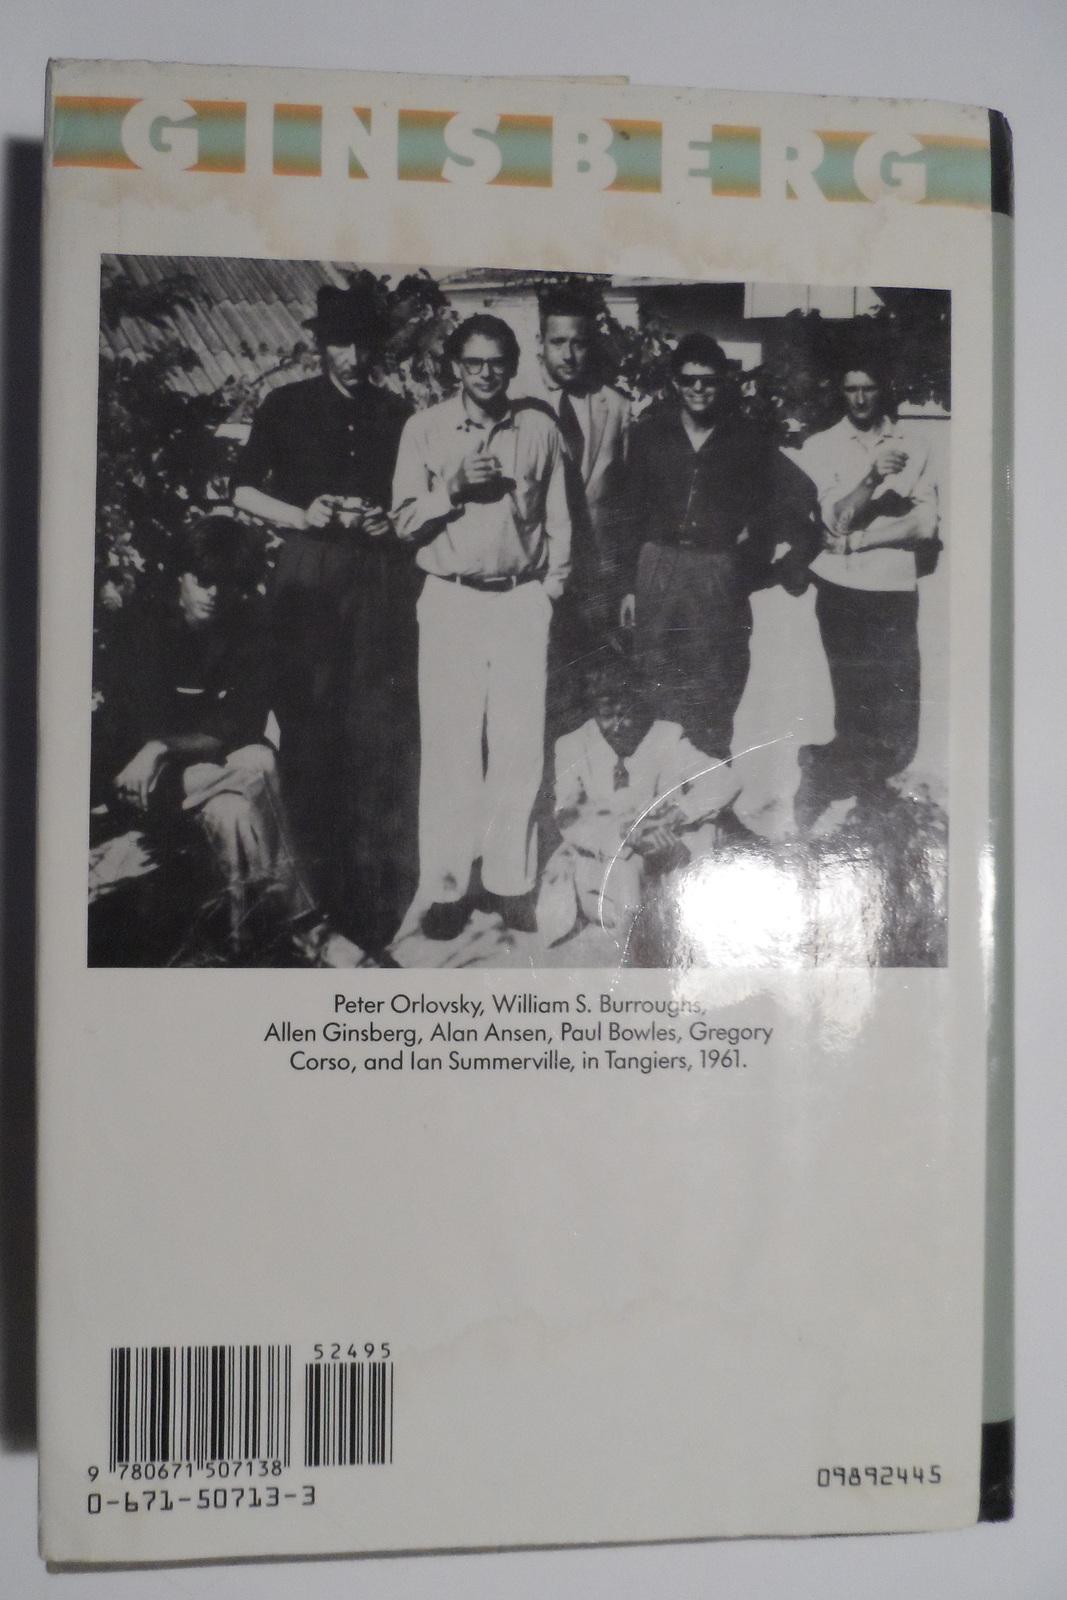 GINSBERG
Peter Orlovsky, William S. Burroughs,
Allen Ginsberg, Alan Ansen, Paul Bowles, Gregory
Corso, and Ian Summerville, in Tangiers, 1961.
52495
9 780671 507138
0-671-50713-3
09892445